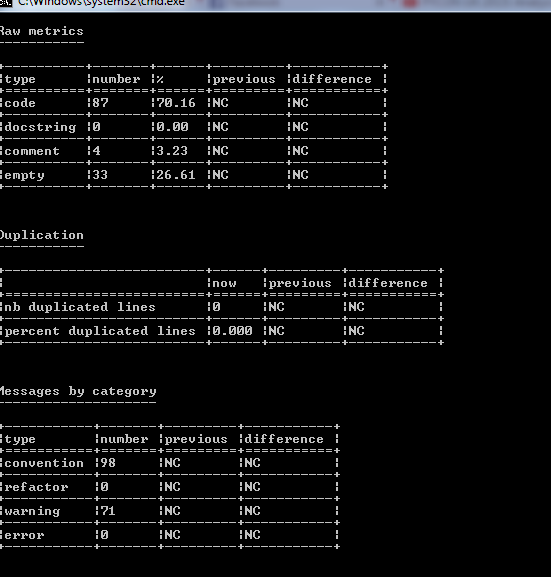 C:\Windows\system32\cmd.exe
Raw metrics
-----------
+----------+-------+------+---------+-----------+
|type |number |% |previous |difference |
+==========+=======+======+=========+===========+
|code |87 |70.16 |NC |NC |
+----------+-------+------+---------+-----------+
|docstring |0 |0.00 |NC |NC |
+----------+-------+------+---------+-----------+
|comment |4 |3.23 |NC |NC |
+----------+-------+------+---------+-----------+
|empty |33 |26.61 |NC |NC |
+----------+-------+------+---------+-----------+
Duplication
-----------
+-------------------------+------+---------+-----------+
| |now |previous |difference |
+=========================+======+=========+===========+
|nb duplicated lines |0 |NC |NC |
+-------------------------+------+---------+-----------+
|percent duplicated lines |0.000 |NC |NC |
+-------------------------+------+---------+-----------+
Messages by category
--------------------
+-----------+-------+---------+-----------+
|type |number |previous |difference |
+===========+=======+=========+===========+
|convention |98 |NC |NC |
+-----------+-------+---------+-----------+
|refactor |0 |NC |NC |
+-----------+-------+---------+-----------+
|warning |71 |NC |NC |
+-----------+-------+---------+-----------+
|error |0 |NC |NC |
+-----------+-------+---------+-----------+